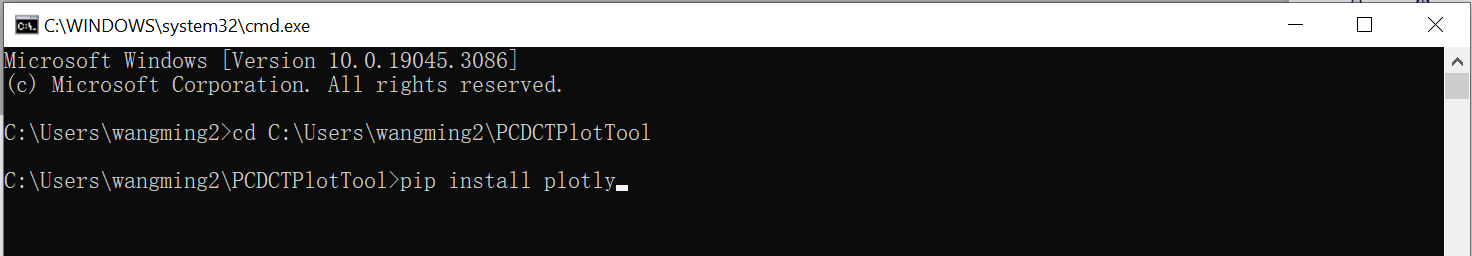 C:\WINDOWS\system32\cmd.exe
Microsoft Windows [Version 10.0.19045.3086]
(c) Microsoft Corporation. All rights reserved.
C:\Users\wangming2>cd C:\Users\wangming2\PCDCTPlotTool
C:\Users\wangming2\PCDCTPlotTool>pip install plotly